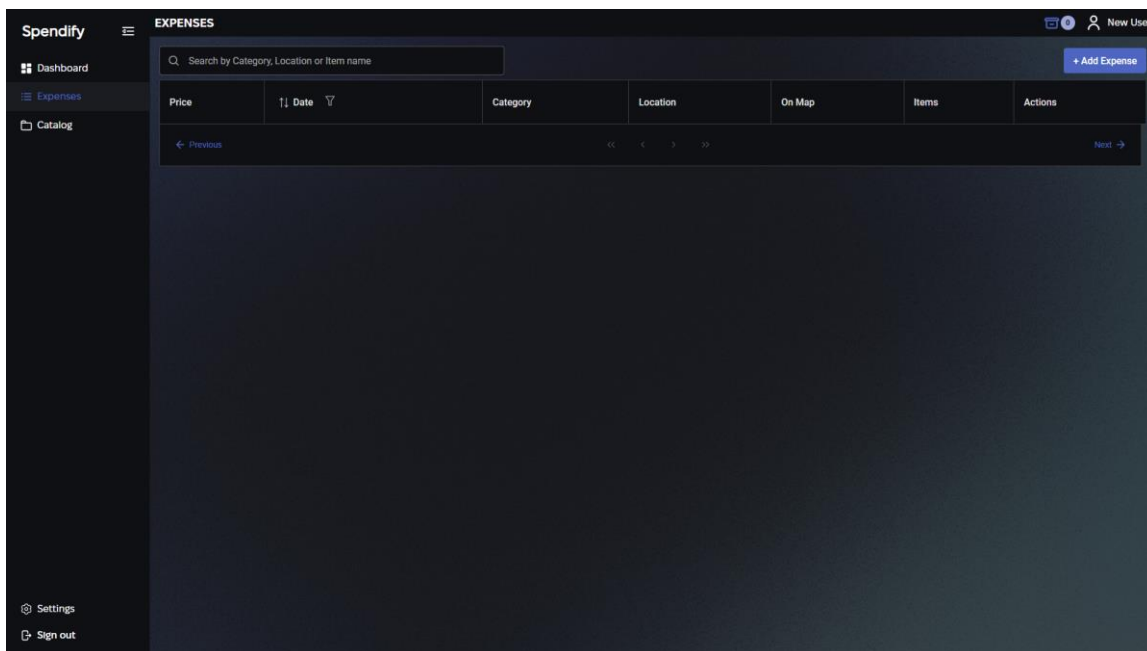 Spendify
EXPENSES
0
New Use
Dashboard
Expenses
Catalog
Search by Category, Location or Item name
+ Add Expense
Price Date Category Location On Map Items Actions
← Previous << < > >> Next →
Settings
Sign out